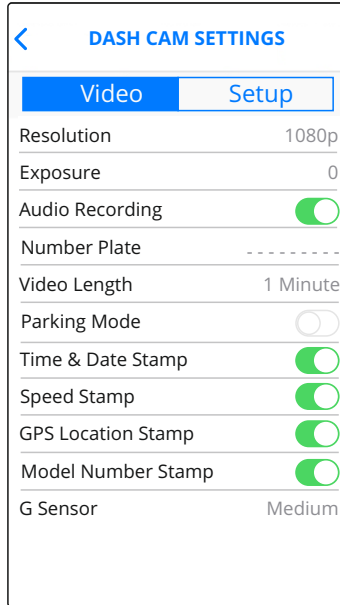 DASH CAM SETTINGS
Video Setup
Resolution 1080p
Exposure 0
Audio Recording
Number Plate - - - - - - - - -
Video Length 1 Minute
Parking Mode
Time & Date Stamp
Speed Stamp
GPS Location Stamp
Model Number Stamp
G Sensor Medium